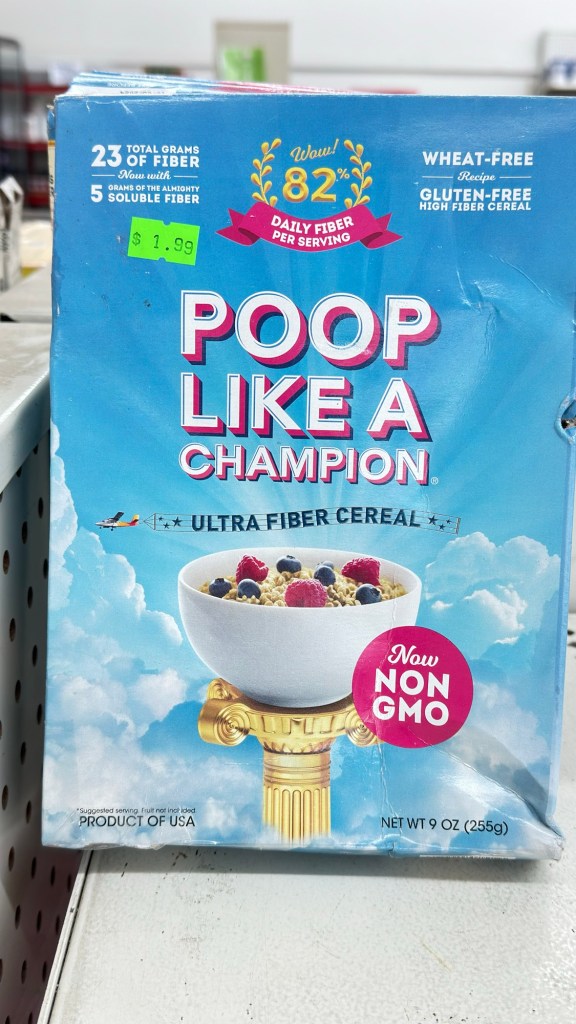 23 TOTAL GRAMS
OF FIBER
Now with
5 GRAMS OF THE ALMIGHTY
SOLUBLE FIBER
Wow!
82%
DAILY FIBER
PER SERVING
WHEAT-FREE
Recipe
GLUTEN-FREE
HIGH FIBER CEREAL
$ 1.99
POOP
LIKE A
CHAMPION®
ULTRA FIBER CEREAL
Now
NON
GMO
*Suggested serving. Fruit not included.
PRODUCT OF USA
NET WT 9 OZ (255g)